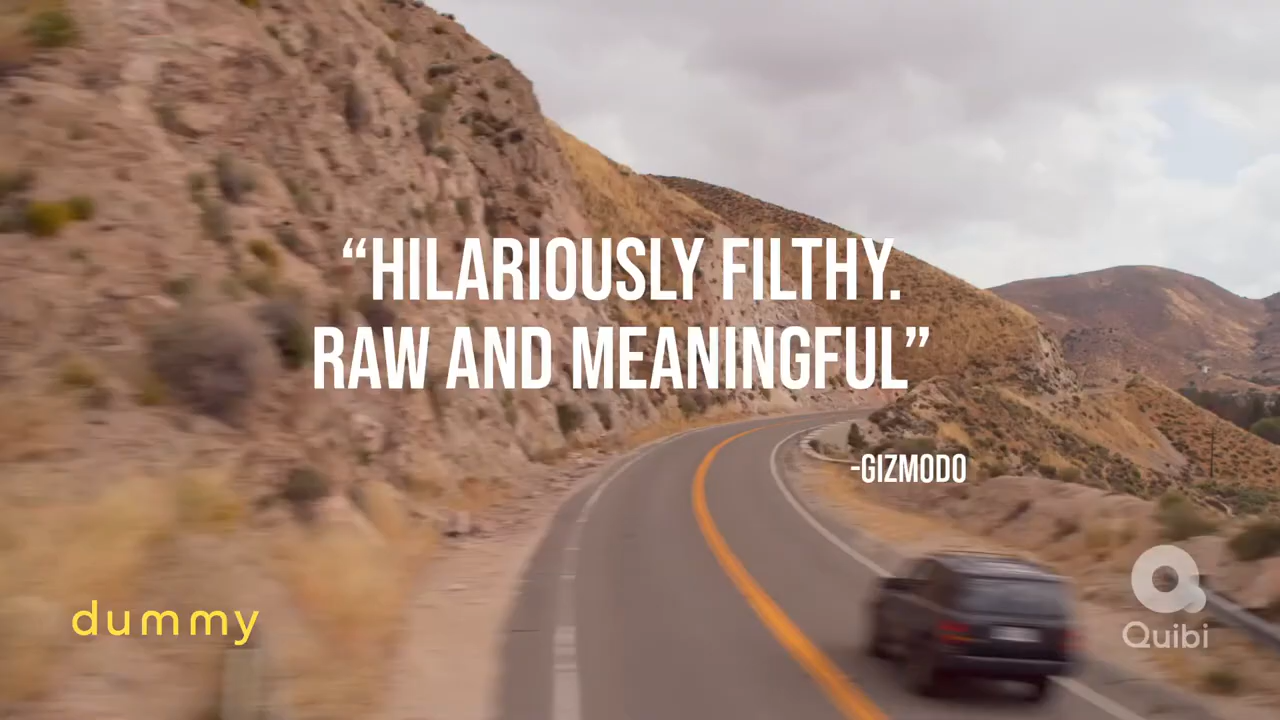 “HILARIOUSLY FILTHY.
RAW AND MEANINGFUL”
-GIZMODO
dummy
Quibi